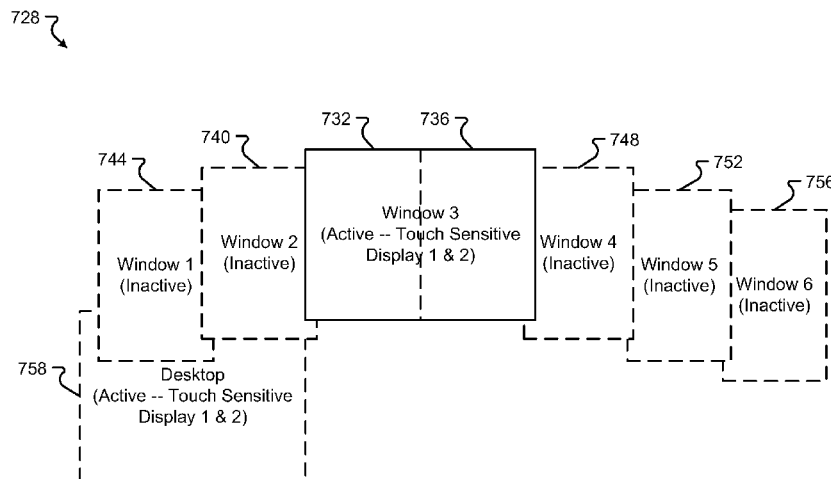 728
732
736
740
748
744
752
756
Window 3
(Active -- Touch Sensitive
Display 1 & 2)
Window 2
(Inactive)
Window 4
(Inactive)
Window 1
(Inactive)
Window 5
(Inactive)
Window 6
(Inactive)
758
Desktop
(Active -- Touch Sensitive
Display 1 & 2)